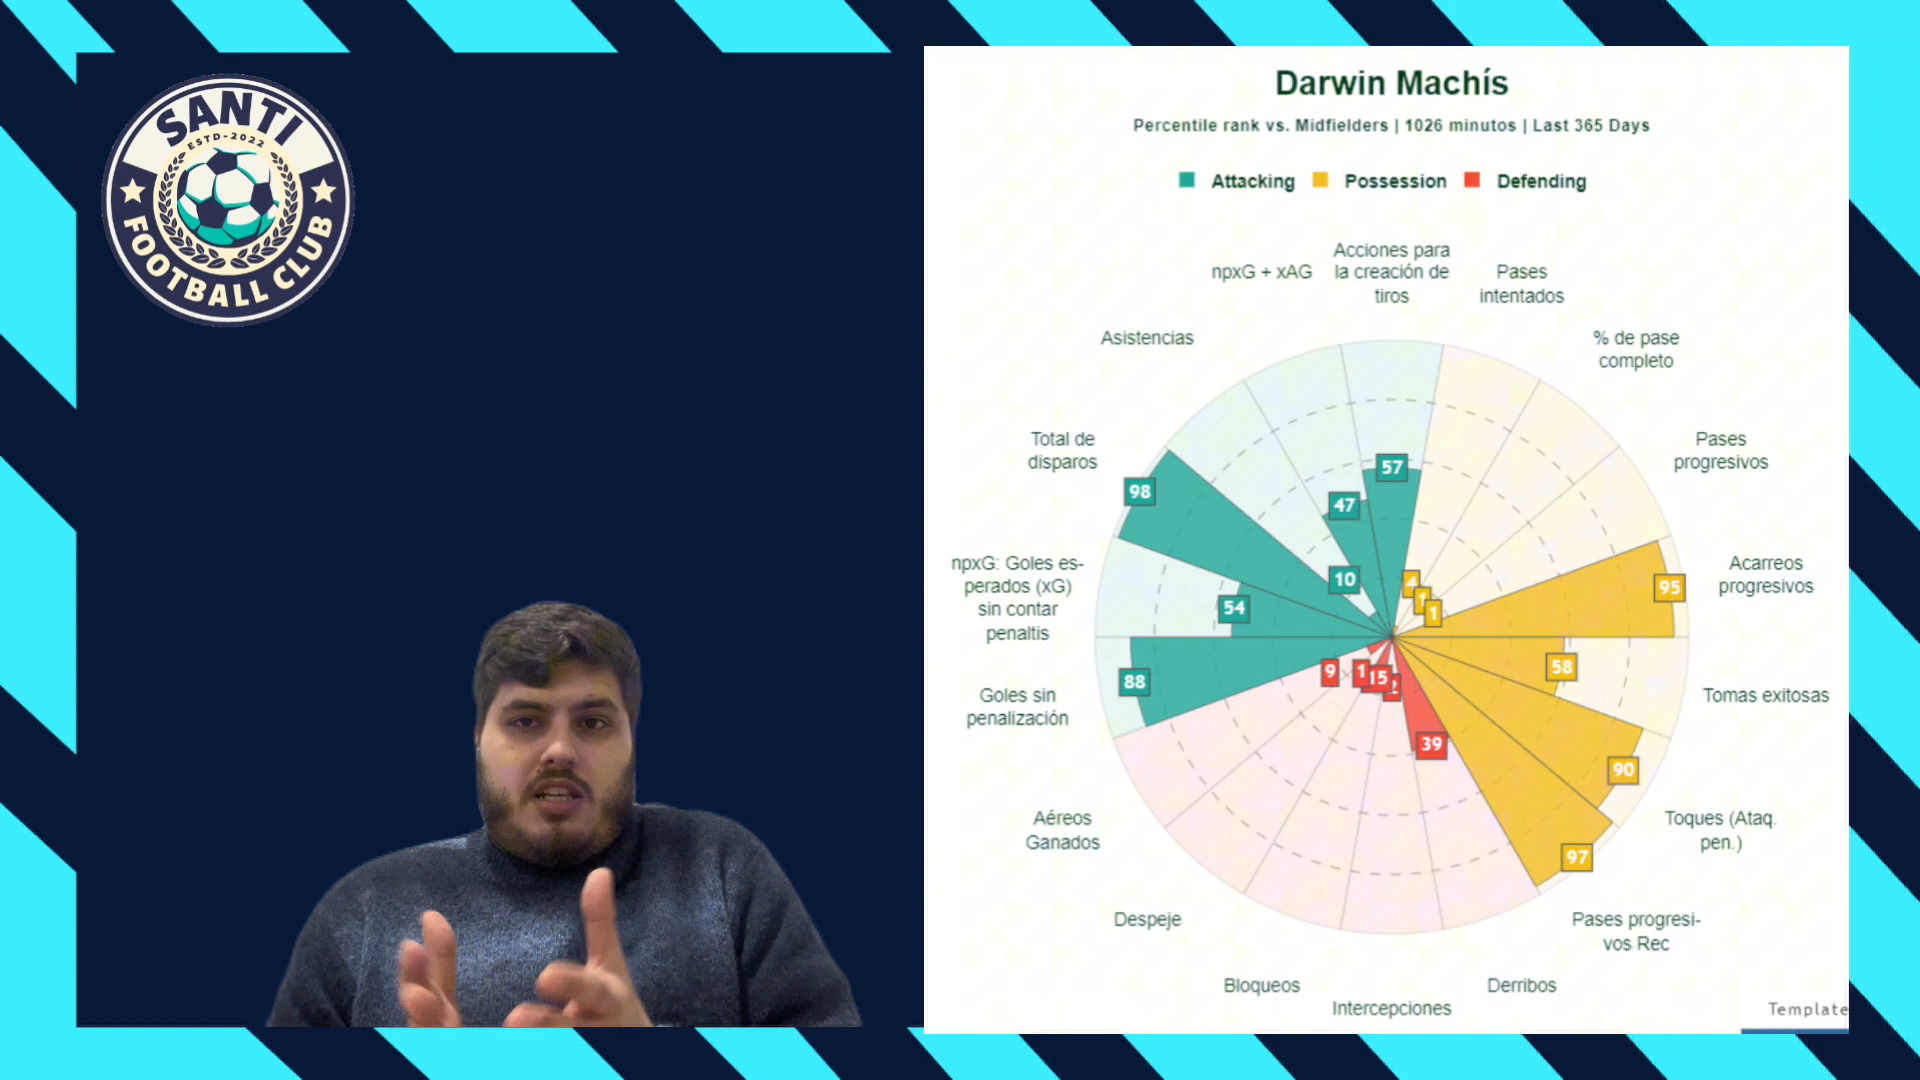 SANTI
ESTD-2022
FOOTBALL CLUB
Darwin Machís
Percentile rank vs. Midfielders | 1026 minutos | Last 365 Days
Attacking
Possession
Defending
Acciones para
la creación de
tiros
npxG + xAG
Pases
intentados
Asistencias
% de pase
completo
Total de
disparos
Pases
progresivos
npxG: Goles es-
perados (xG)
sin contar
penaltis
Acarreos
progresivos
Goles sin
penalización
Tomas exitosas
Aéreos
Ganados
Toques (Ataq.
pen.)
Despeje
Pases progresi-
vos Rec
Bloqueos
Intercepciones
Derribos
57
47
98
10
4
1
1
95
54
58
88
9
1
15
39
90
97
Template